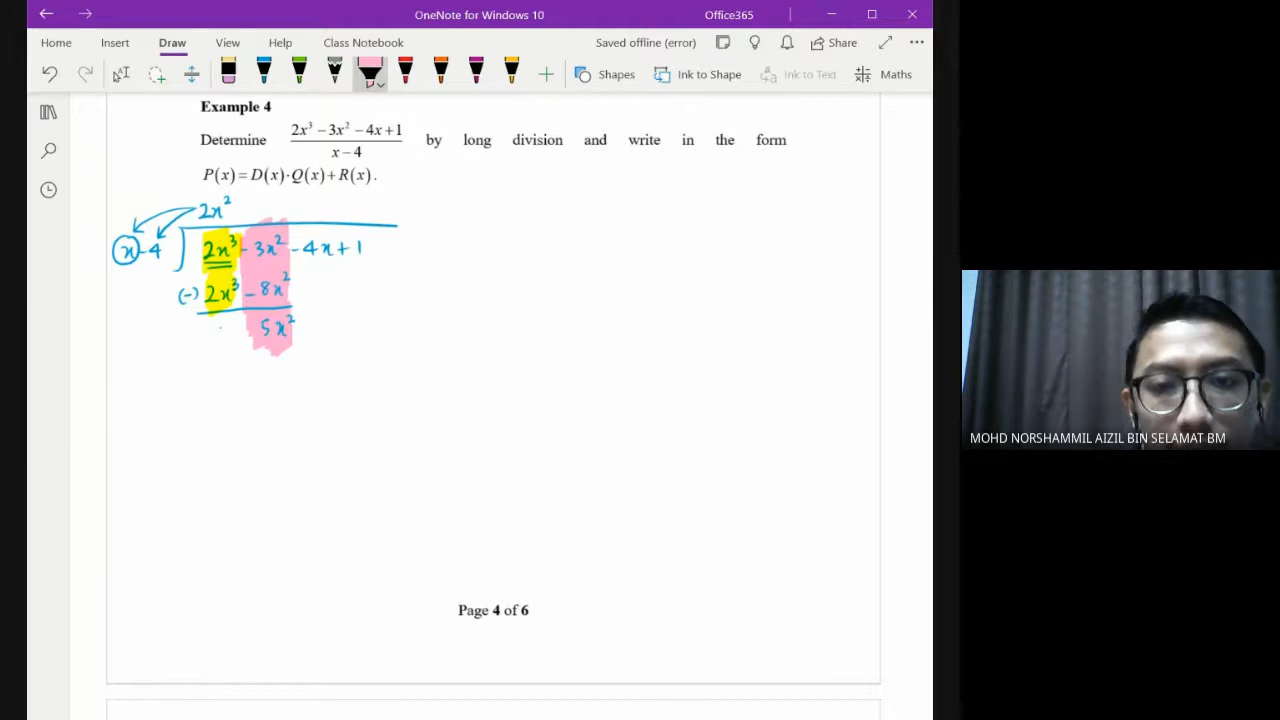 OneNote for Windows 10
Office365
Home Insert Draw View Help Class Notebook
Saved offline (error)
Share
Shapes
Ink to Shape
Ink to Text
Maths
Example 4
Determine (2x³ − 3x² − 4x + 1)/(x − 4) by long division and write in the form
P(x) = D(x)·Q(x) + R(x).
2x²
x − 4 ) 2x³ − 3x² − 4x + 1
(−) 2x³ − 8x²
5x²
Page 4 of 6
MOHD NORSHAMMIL AIZIL BIN SELAMAT BM